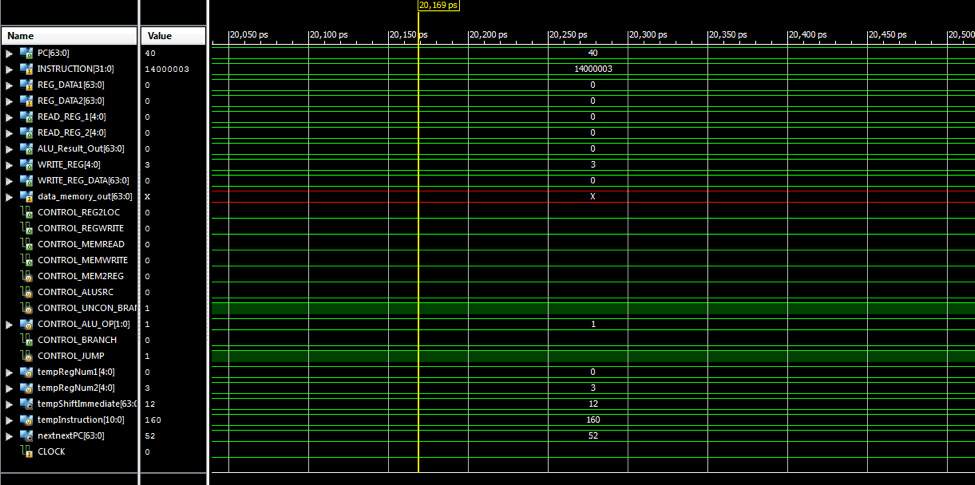 20,169 ps
Name Value 20,050 ps 20,100 ps 20,150 ps 20,200 ps 20,250 ps 20,300 ps 20,350 ps 20,400 ps 20,450 ps 20,500
PC[63:0] 40 40
INSTRUCTION[31:0] 14000003 14000003
REG_DATA1[63:0] 0 0
REG_DATA2[63:0] 0 0
READ_REG_1[4:0] 0 0
READ_REG_2[4:0] 0 0
ALU_Result_Out[63:0] 0 0
WRITE_REG[4:0] 3 3
WRITE_REG_DATA[63:0] 0 0
data_memory_out[63:0] X X
CONTROL_REG2LOC 0
CONTROL_REGWRITE 0
CONTROL_MEMREAD 0
CONTROL_MEMWRITE 0
CONTROL_MEM2REG 0
CONTROL_ALUSRC 0
CONTROL_UNCON_BRAN 1
CONTROL_ALU_OP[1:0] 1 1
CONTROL_BRANCH 0
CONTROL_JUMP 1
tempRegNum1[4:0] 0 0
tempRegNum2[4:0] 3 3
tempShiftImmediate[63:0 12 12
tempInstruction[10:0] 160 160
nextnextPC[63:0] 52 52
CLOCK 0